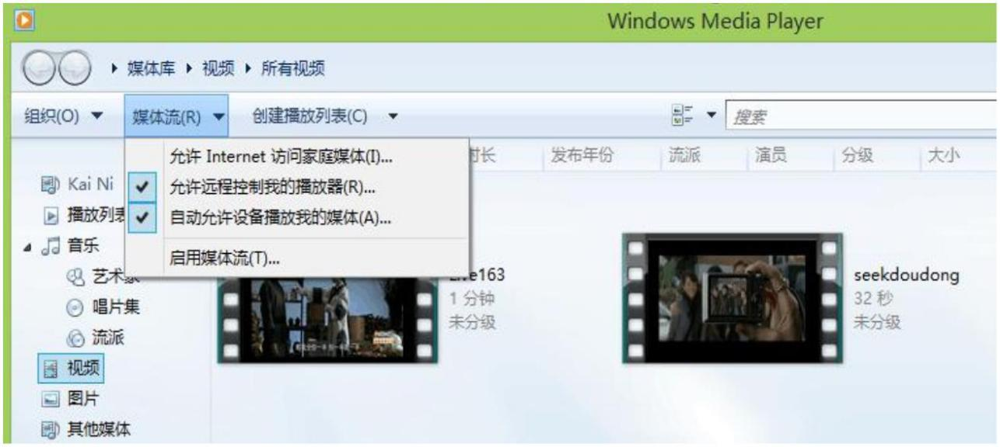 Windows Media Player
媒体库 视频 所有视频
组织(O) 媒体流(R) 创建播放列表(C) 搜索
允许 Internet 访问家庭媒体(I)...
允许远程控制我的播放器(R)...
自动允许设备播放我的媒体(A)...
启用媒体流(T)...
时长 发布年份 流派 演员 分级 大小
Kai Ni
播放列表
音乐
艺术家
唱片集
流派
视频
图片
其他媒体
1 分钟
未分级
seekdoudong
32 秒
未分级